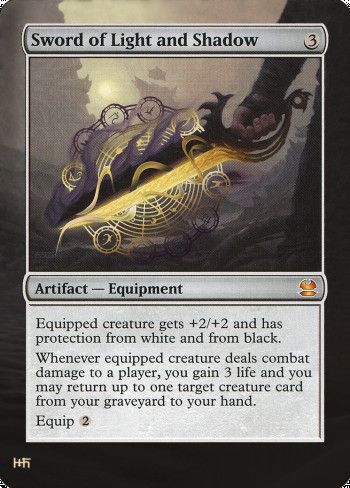 Sword of Light and Shadow 3
Artifact — Equipment
Equipped creature gets +2/+2 and has
protection from white and from black.
Whenever equipped creature deals combat
damage to a player, you gain 3 life and you
may return up to one target creature card
from your graveyard to your hand.
Equip 2